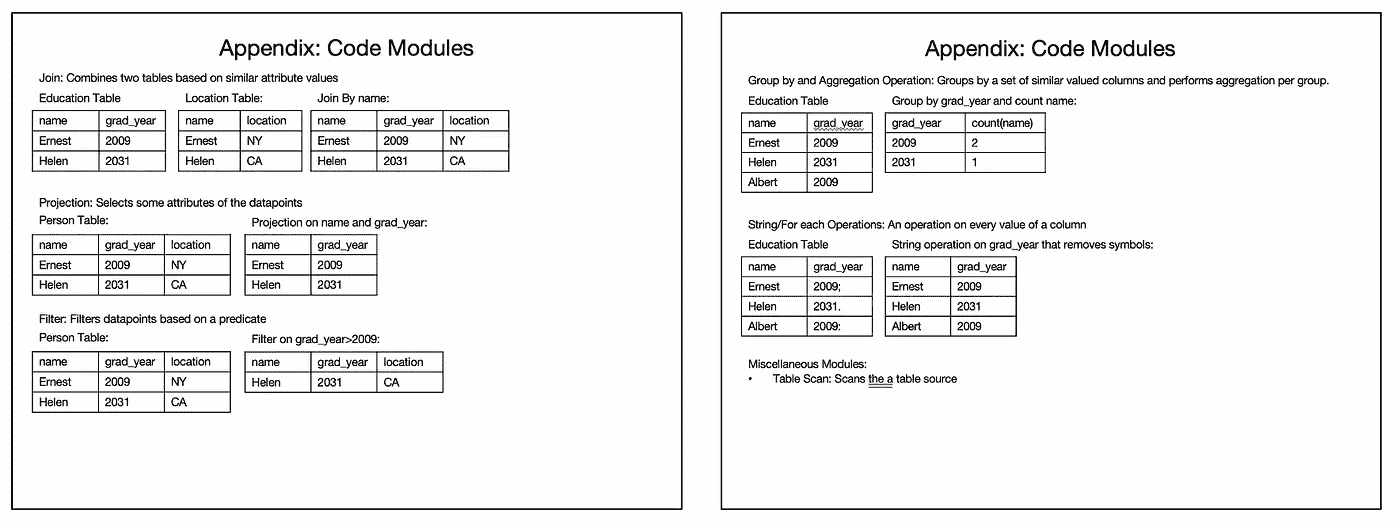 Appendix: Code Modules
Join: Combines two tables based on similar attribute values
Education Table
name grad_year
Ernest 2009
Helen 2031
Location Table:
name location
Ernest NY
Helen CA
Join By name:
name grad_year location
Ernest 2009 NY
Helen 2031 CA
Projection: Selects some attributes of the datapoints
Person Table:
name grad_year location
Ernest 2009 NY
Helen 2031 CA
Projection on name and grad_year:
name grad_year
Ernest 2009
Helen 2031
Filter: Filters datapoints based on a predicate
Person Table:
name grad_year location
Ernest 2009 NY
Helen 2031 CA
Filter on grad_year>2009:
name grad_year location
Helen 2031 CA
Appendix: Code Modules
Group by and Aggregation Operation: Groups by a set of similar valued columns and performs aggregation per group.
Education Table
name grad_year
Ernest 2009
Helen 2031
Albert 2009
Group by grad_year and count name:
grad_year count(name)
2009 2
2031 1
String/For each Operations: An operation on every value of a column
Education Table
name grad_year
Ernest 2009;
Helen 2031.
Albert 2009:
String operation on grad_year that removes symbols:
name grad_year
Ernest 2009
Helen 2031
Albert 2009
Miscellaneous Modules:
• Table Scan: Scans the a table source